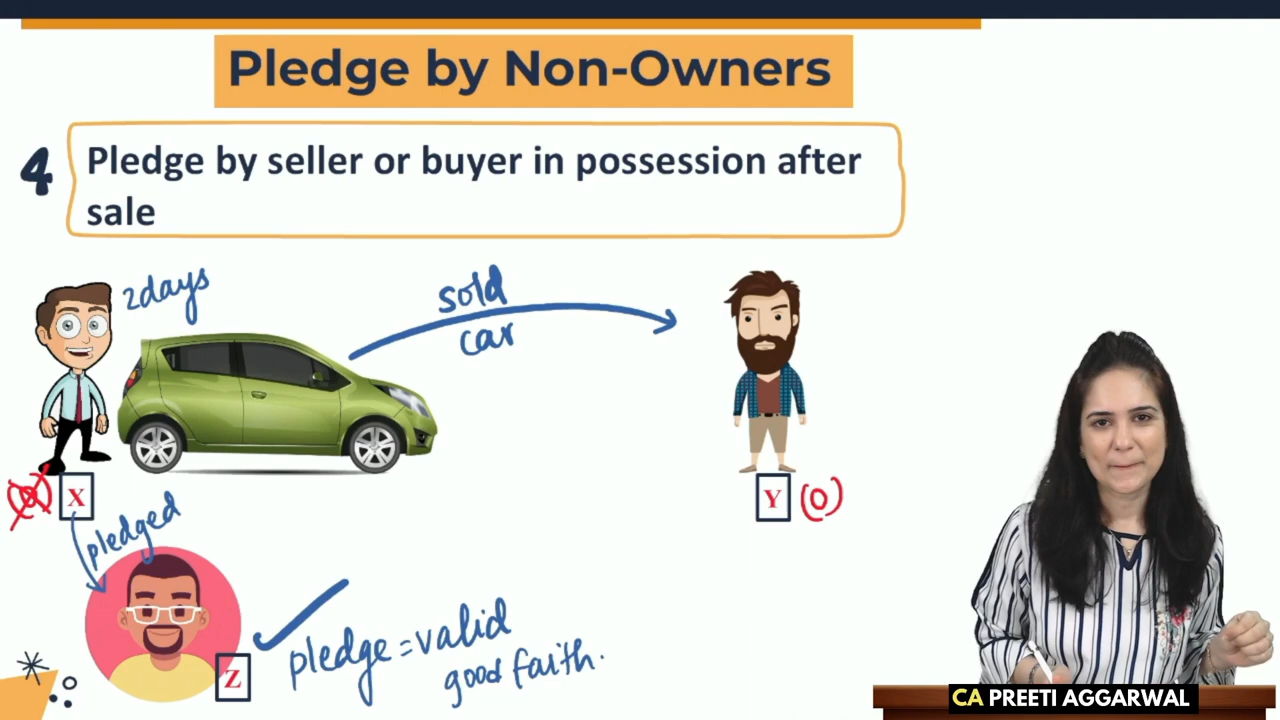 Pledge by Non-Owners
4
Pledge by seller or buyer in possession after
sale
2days
sold
car
X
Y (O)
pledged
Z
pledge = valid
good faith.
CA PREETI AGGARWAL